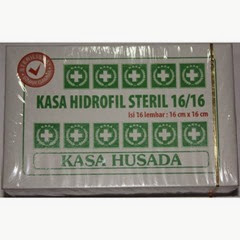 KASA HIDROFIL STERIL 16/16
Isi 16 lembar : 16 cm x 16 cm
KASA HUSADA